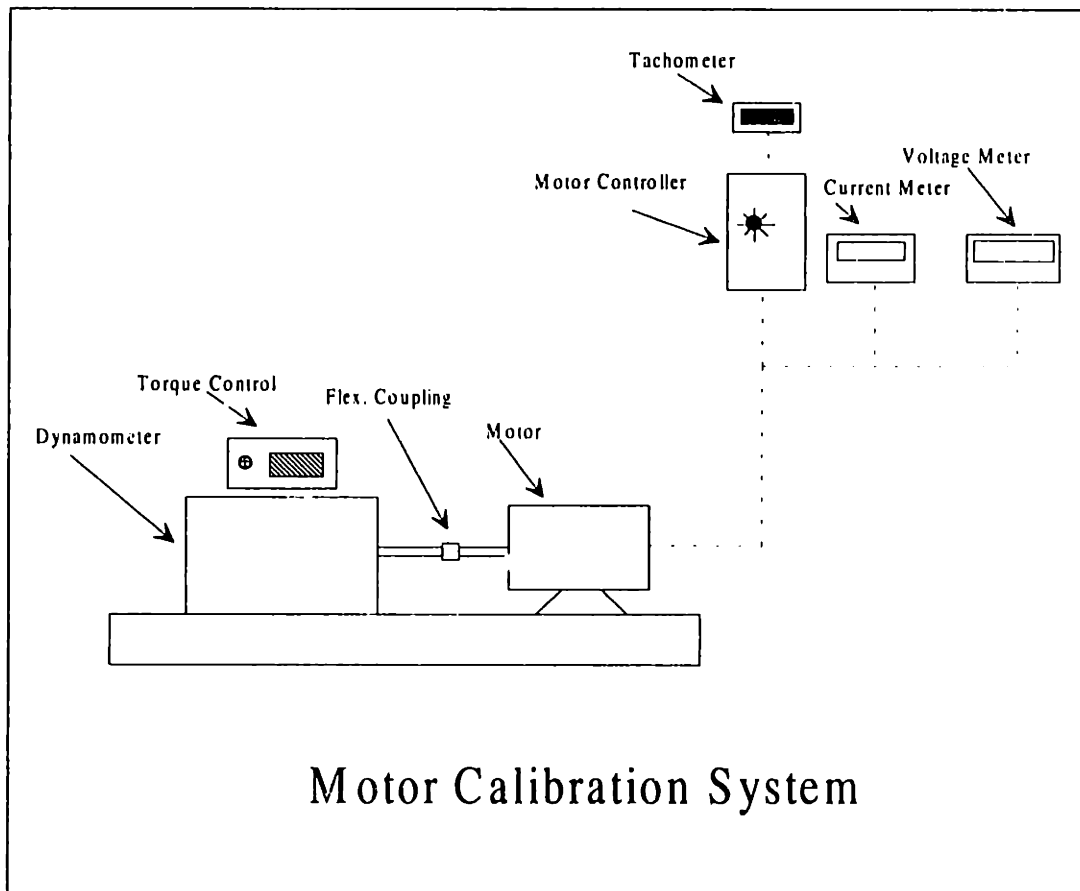 Tachometer
Voltage Meter
Motor Controller
Current Meter
Torque Control
Flex. Coupling
Dynamometer
Motor
Motor Calibration System